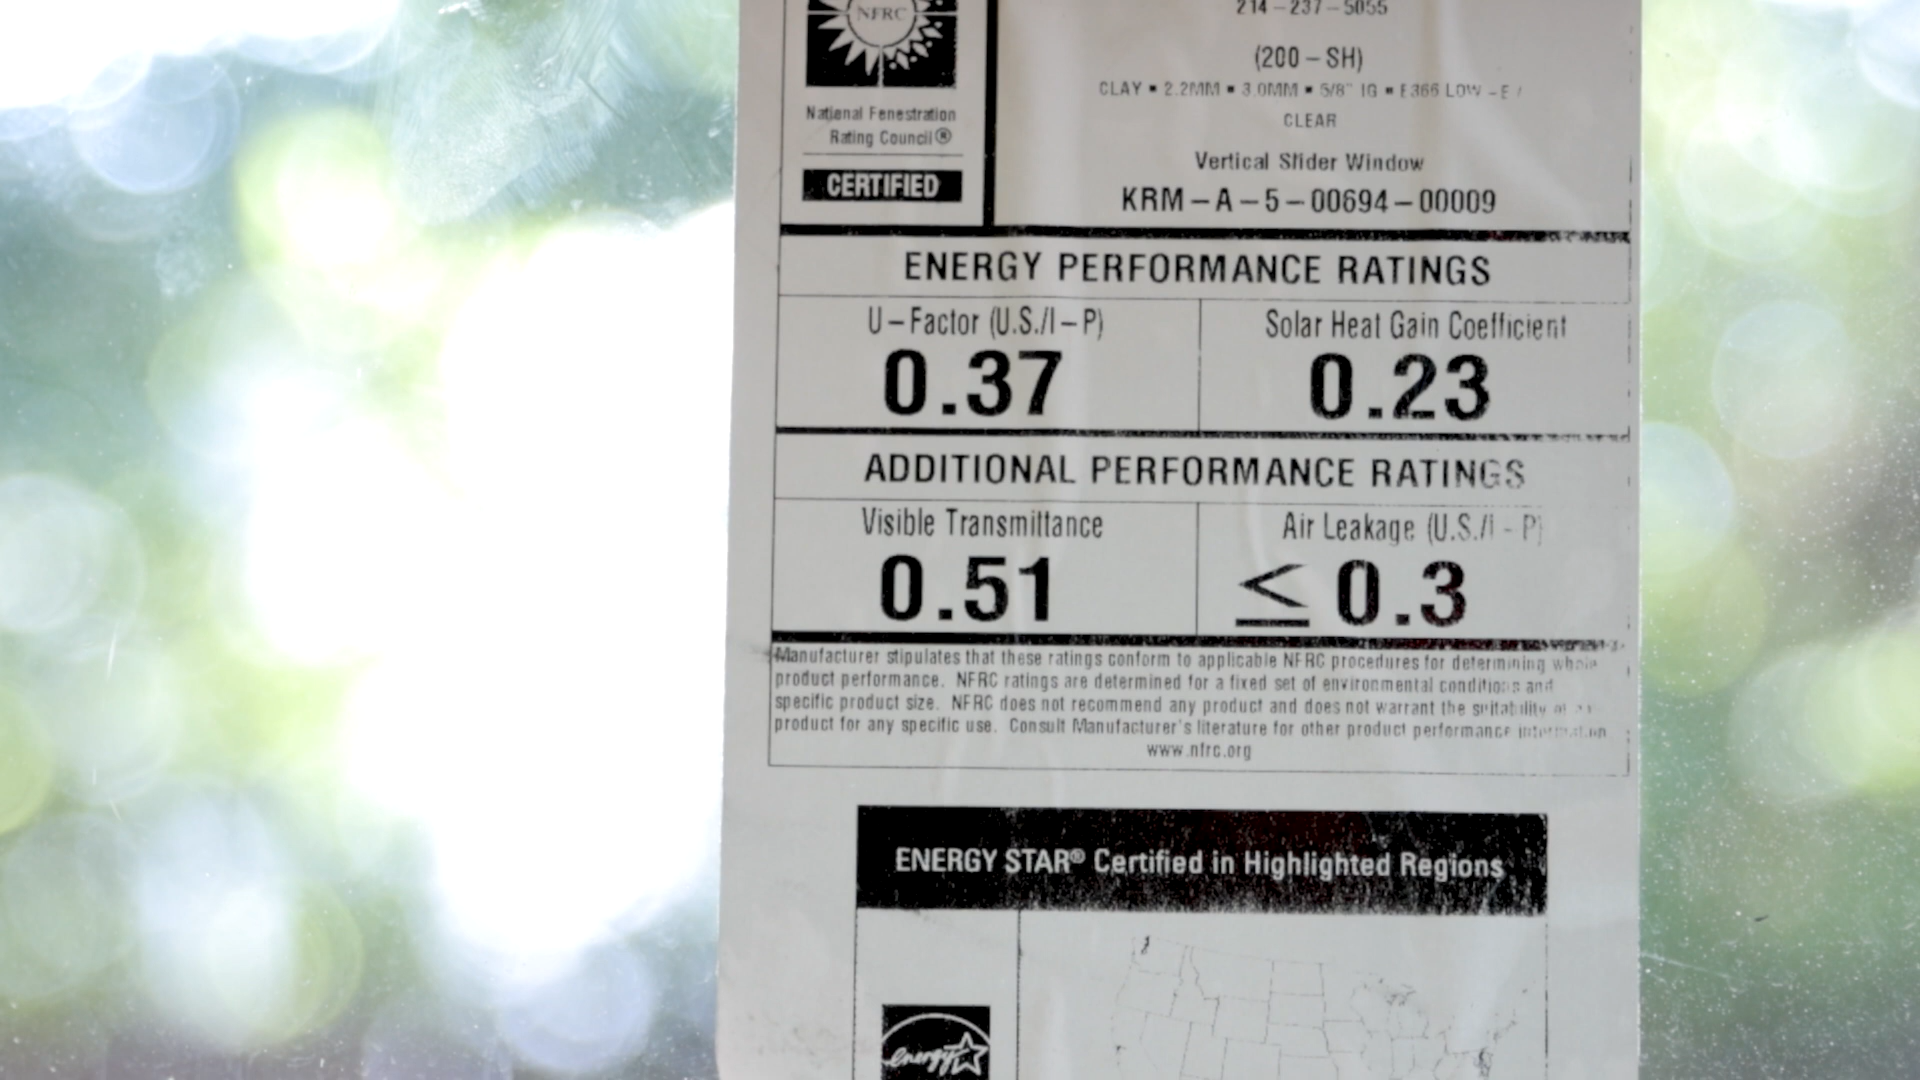 NFRC
National Fenestration
Rating Council®
CERTIFIED
214-237-5055
(200-SH)
CLAY ▪ 2.2MM ▪ 3.0MM ▪ 5/8" IG ▪ E366 LOW-E /
CLEAR
Vertical Slider Window
KRM-A-5-00694-00009
ENERGY PERFORMANCE RATINGS
U-Factor (U.S./I-P)
0.37
Solar Heat Gain Coefficient
0.23
ADDITIONAL PERFORMANCE RATINGS
Visible Transmittance
0.51
Air Leakage (U.S./I-P)
≤ 0.3
Manufacturer stipulates that these ratings conform to applicable NFRC procedures for determining whole
product performance. NFRC ratings are determined for a fixed set of environmental conditions and
specific product size. NFRC does not recommend any product and does not warrant the suitability of
product for any specific use. Consult Manufacturer's literature for other product performance information.
www.nfrc.org
ENERGY STAR® Certified in Highlighted Regions
energy